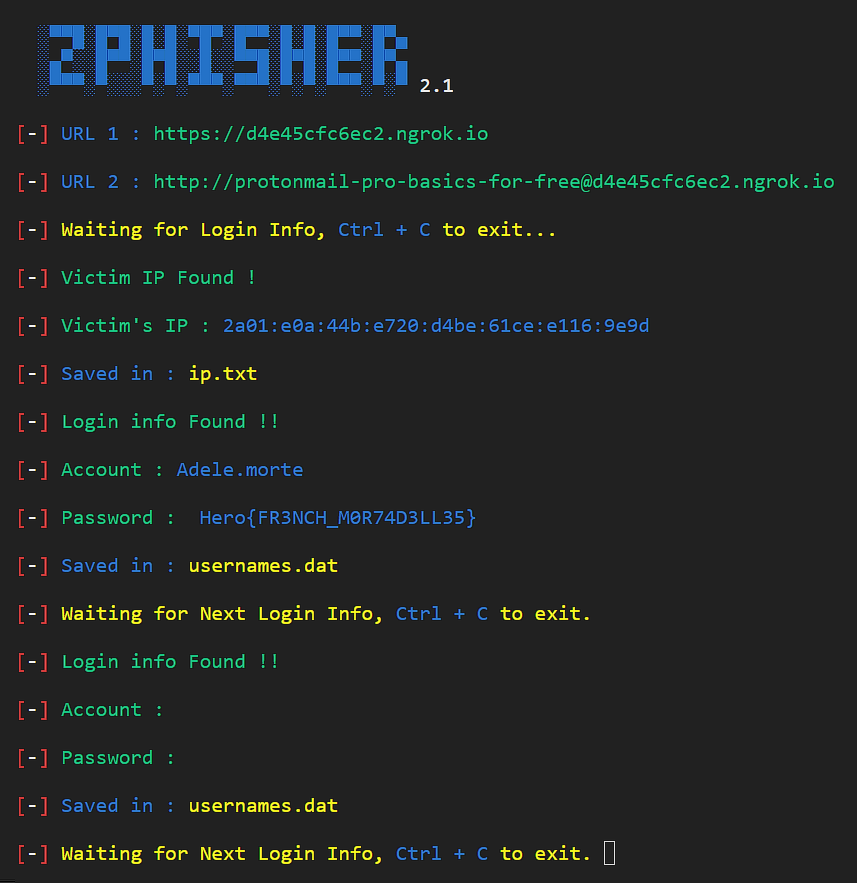 ZPHISHER 2.1
[-] URL 1 : https://d4e45cfc6ec2.ngrok.io
[-] URL 2 : http://protonmail-pro-basics-for-free@d4e45cfc6ec2.ngrok.io
[-] Waiting for Login Info, Ctrl + C to exit...
[-] Victim IP Found !
[-] Victim's IP : 2a01:e0a:44b:e720:d4be:61ce:e116:9e9d
[-] Saved in : ip.txt
[-] Login info Found !!
[-] Account : Adele.morte
[-] Password :  Hero{FR3NCH_M0R74D3LL35}
[-] Saved in : usernames.dat
[-] Waiting for Next Login Info, Ctrl + C to exit.
[-] Login info Found !!
[-] Account :
[-] Password :
[-] Saved in : usernames.dat
[-] Waiting for Next Login Info, Ctrl + C to exit.